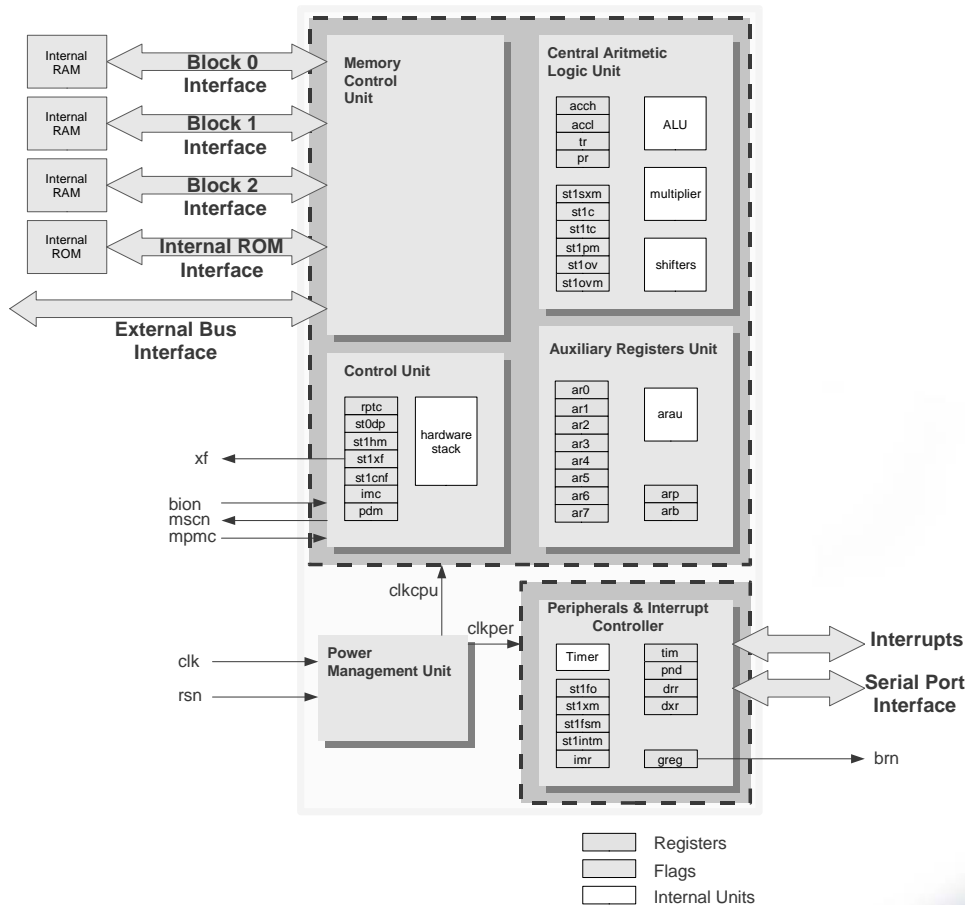 Internal
RAM
Block 0
Interface
Internal
RAM
Block 1
Interface
Internal
RAM
Block 2
Interface
Internal
ROM
Internal ROM
Interface
External Bus
Interface
Memory
Control
Unit
Central Aritmetic
Logic Unit
acch
accl
tr
pr
st1sxm
st1c
st1tc
st1pm
st1ov
st1ovm
ALU
multiplier
shifters
Control Unit
rptc
st0dp
st1hm
st1xf
st1cnf
imc
pdm
hardware
stack
xf
bion
mscn
mpmc
Auxiliary Registers Unit
ar0
ar1
ar2
ar3
ar4
ar5
ar6
ar7
arau
arp
arb
clkcpu
clkper
clk
rsn
Power
Management Unit
Peripherals & Interrupt
Controller
Timer
st1fo
st1xm
st1fsm
st1intm
imr
tim
pnd
drr
dxr
greg
Interrupts
Serial Port
Interface
brn
Registers
Flags
Internal Units